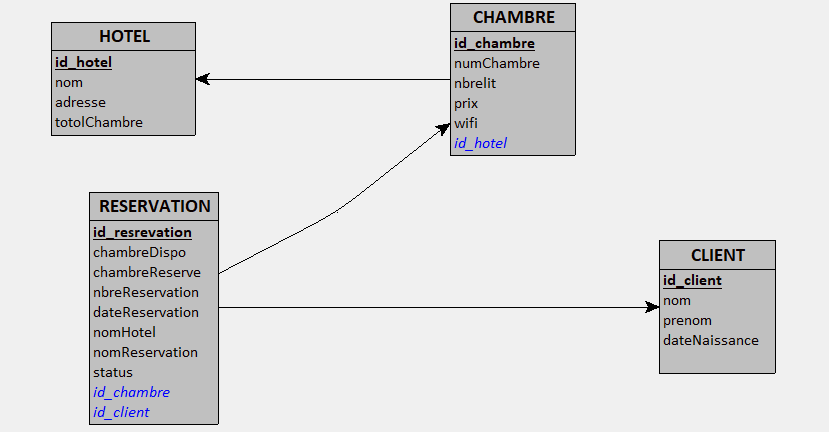 HOTEL
id_hotel
nom
adresse
totolChambre
CHAMBRE
id_chambre
numChambre
nbrelit
prix
wifi
id_hotel
RESERVATION
id_resrevation
chambreDispo
chambreReserve
nbreReservation
dateReservation
nomHotel
nomReservation
status
id_chambre
id_client
CLIENT
id_client
nom
prenom
dateNaissance